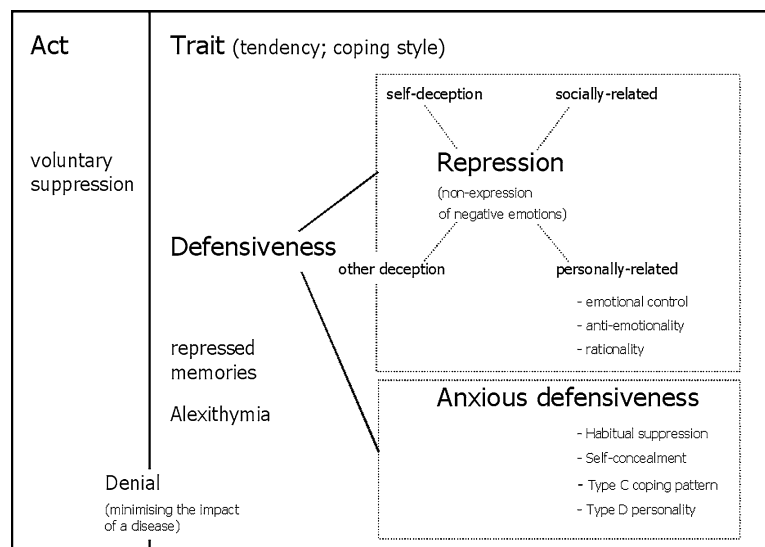 Act
Trait (tendency; coping style)
self-deception
socially-related
voluntary
suppression
Repression
(non-expression
of negative emotions)
Defensiveness
other deception
personally-related
- emotional control
- anti-emotionality
- rationality
repressed
memories
Alexithymia
Anxious defensiveness
- Habitual suppression
- Self-concealment
- Type C coping pattern
- Type D personality
Denial
(minimising the impact
of a disease)